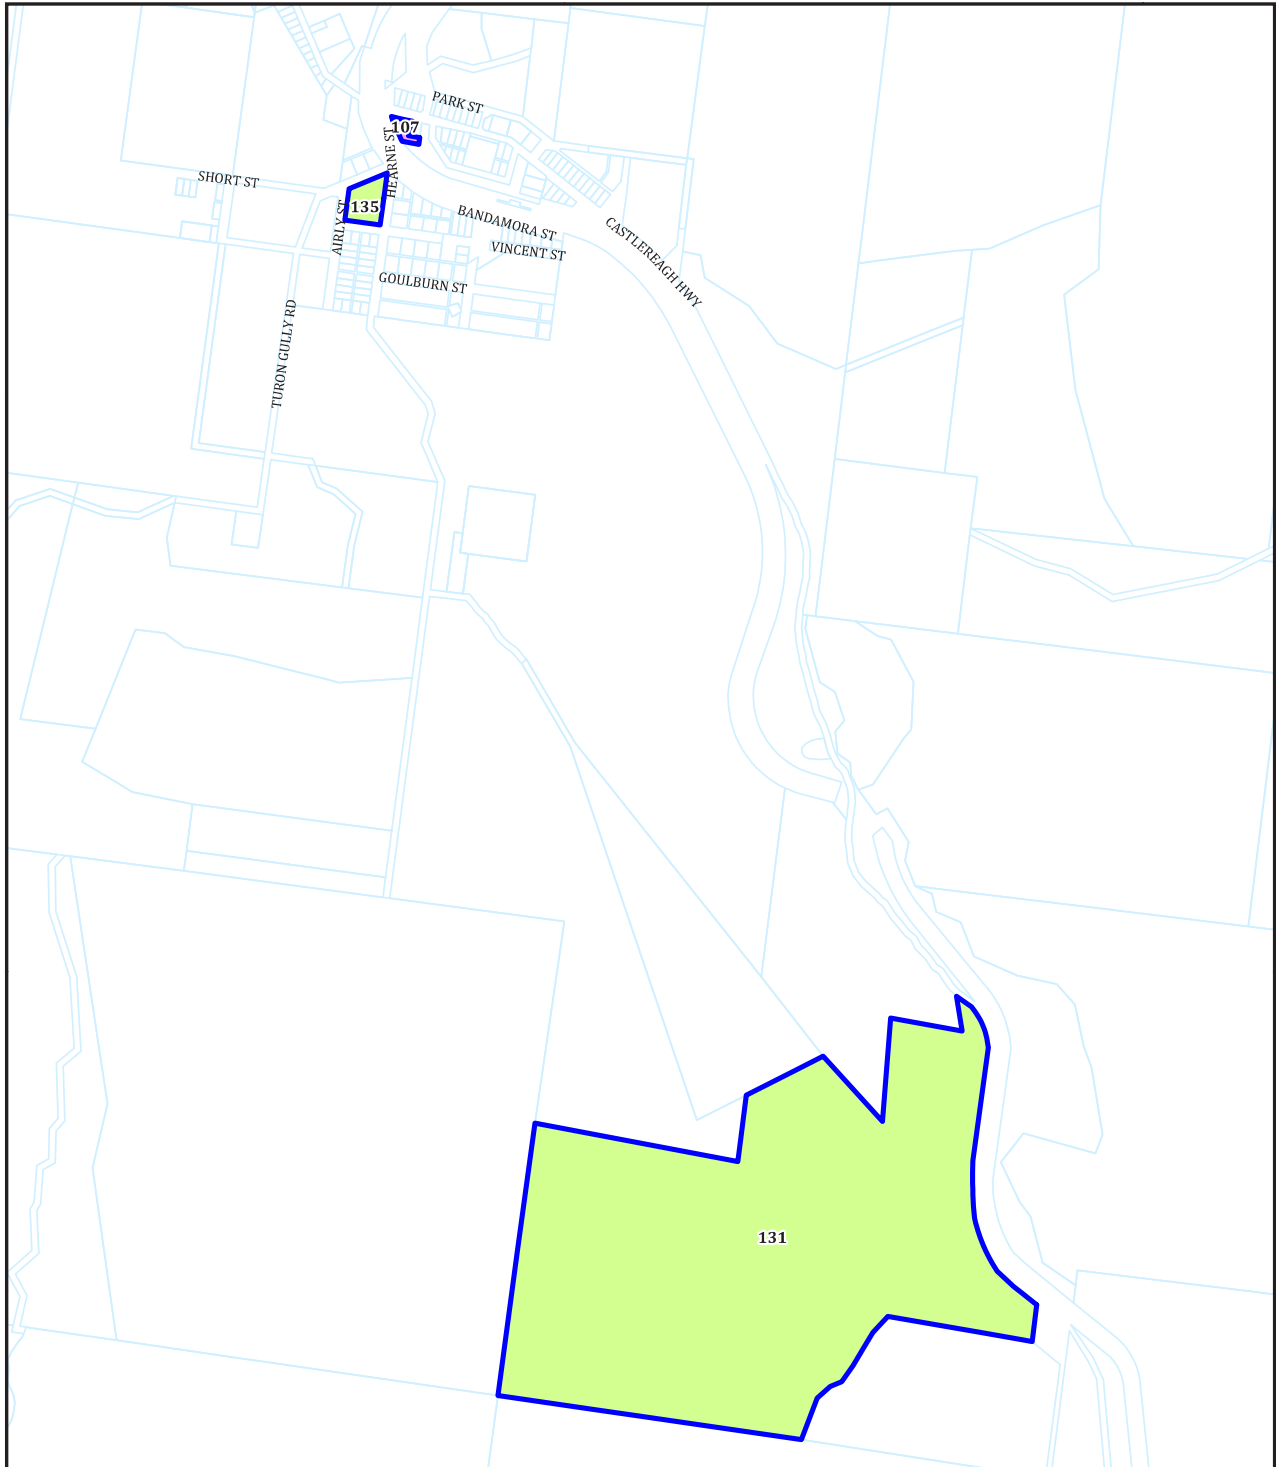 PARK ST
107
HEARNE ST
SHORT ST
135
AIRLY ST
BANDAMORA ST
CASTLEREAGH HWY
VINCENT ST
GOULBURN ST
TURON GULLY RD
131